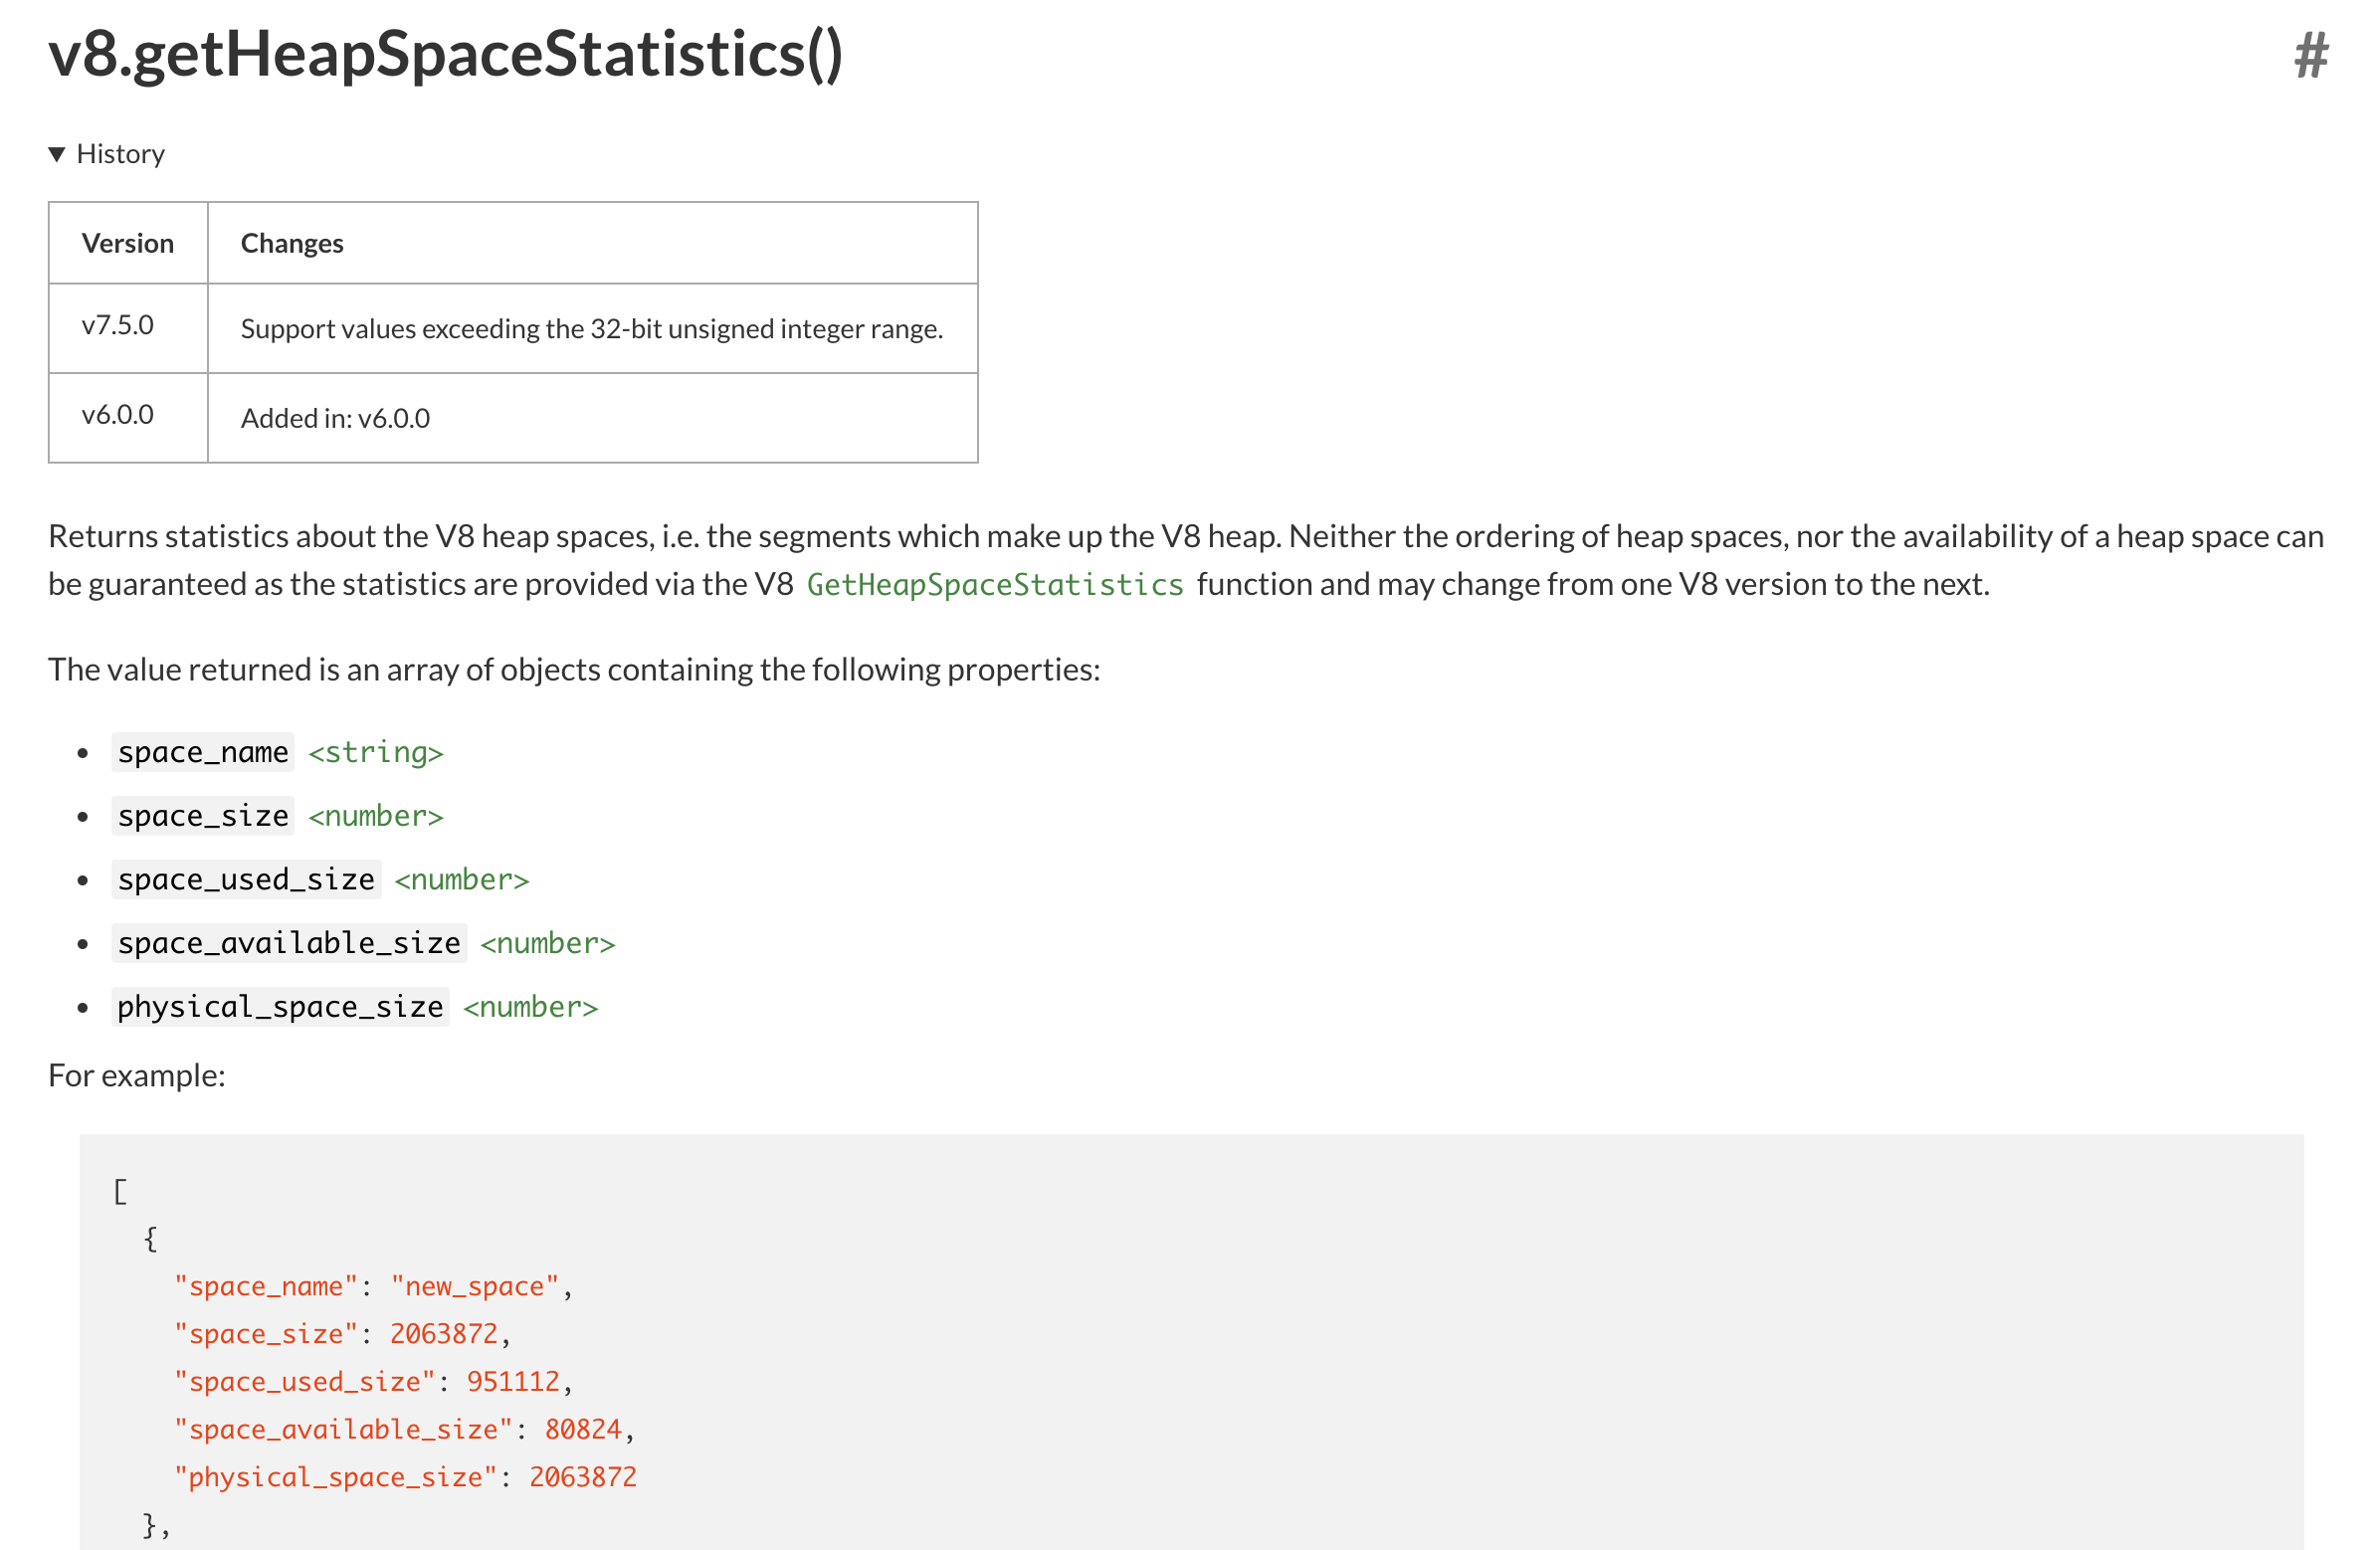 v8.getHeapSpaceStatistics()
#
▼ History
Version Changes
v7.5.0 Support values exceeding the 32-bit unsigned integer range.
v6.0.0 Added in: v6.0.0
Returns statistics about the V8 heap spaces, i.e. the segments which make up the V8 heap. Neither the ordering of heap spaces, nor the availability of a heap space can
be guaranteed as the statistics are provided via the V8 GetHeapSpaceStatistics function and may change from one V8 version to the next.
The value returned is an array of objects containing the following properties:
• space_name <string>
• space_size <number>
• space_used_size <number>
• space_available_size <number>
• physical_space_size <number>
For example:
[
  {
    "space_name": "new_space",
    "space_size": 2063872,
    "space_used_size": 951112,
    "space_available_size": 80824,
    "physical_space_size": 2063872
  },